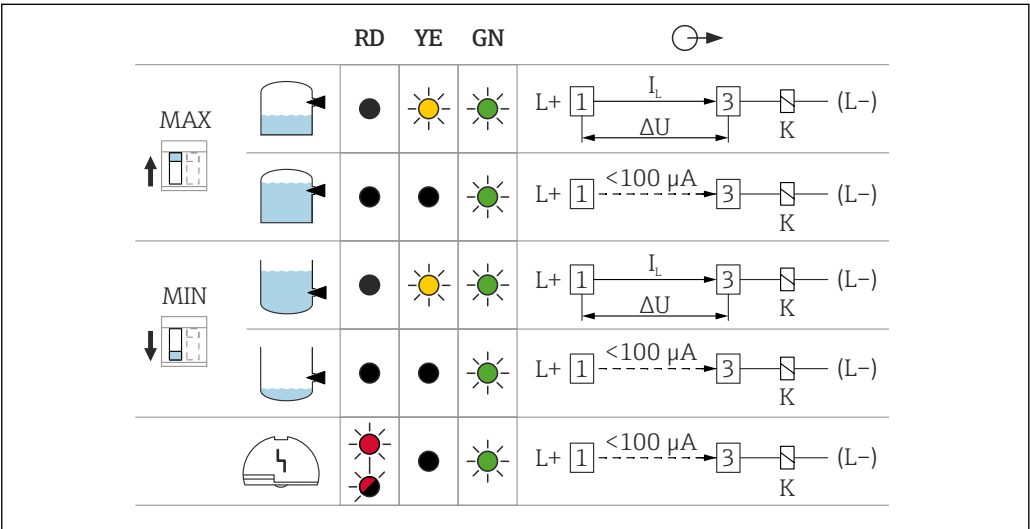 RD YE GN
MAX
L+ 1 I_L 3 (L−)
ΔU K
L+ 1 <100 µA 3 (L−)
K
MIN
L+ 1 I_L 3 (L−)
ΔU K
L+ 1 <100 µA 3 (L−)
K
L+ 1 <100 µA 3 (L−)
K